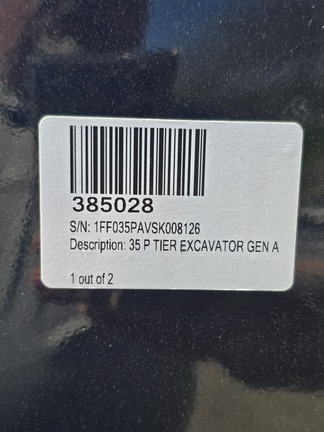 385028
S/N: 1FF035PAVSK008126
Description: 35 P TIER EXCAVATOR GEN A
1 out of 2